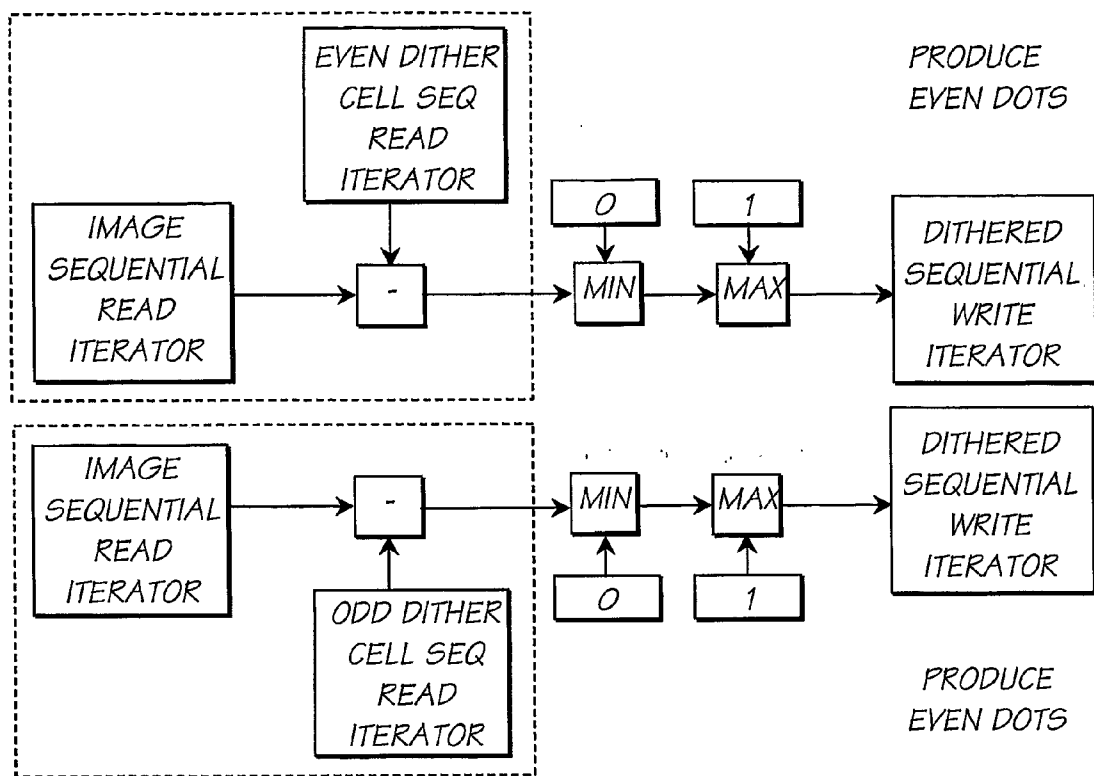 EVEN DITHER
CELL SEQ
READ
ITERATOR
PRODUCE
EVEN DOTS
IMAGE
SEQUENTIAL
READ
ITERATOR
-
0
MIN
1
MAX
DITHERED
SEQUENTIAL
WRITE
ITERATOR
IMAGE
SEQUENTIAL
READ
ITERATOR
-
MIN
0
MAX
1
DITHERED
SEQUENTIAL
WRITE
ITERATOR
ODD DITHER
CELL SEQ
READ
ITERATOR
PRODUCE
EVEN DOTS